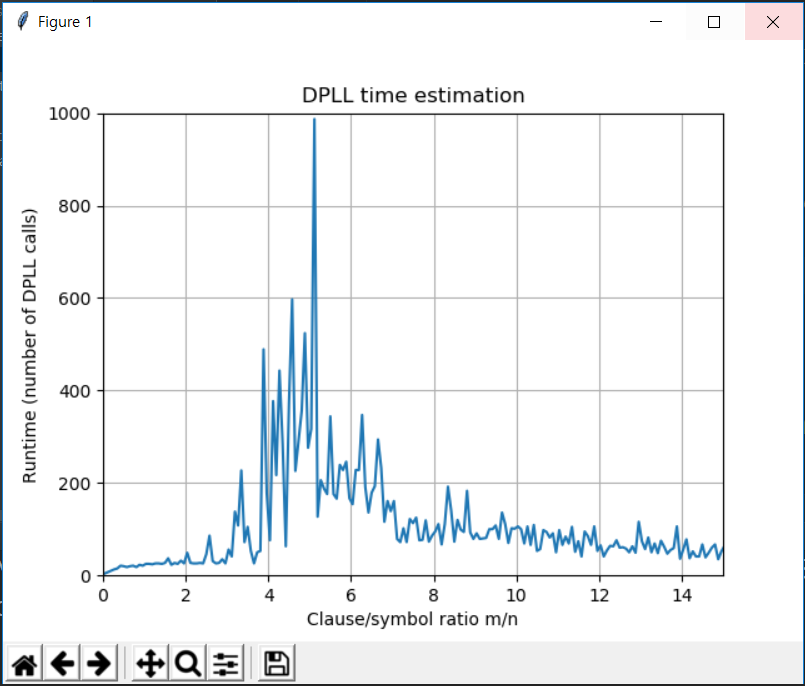 Figure 1
DPLL time estimation
1000
800
600
400
200
0
Runtime (number of DPLL calls)
0 2 4 6 8 10 12 14
Clause/symbol ratio m/n